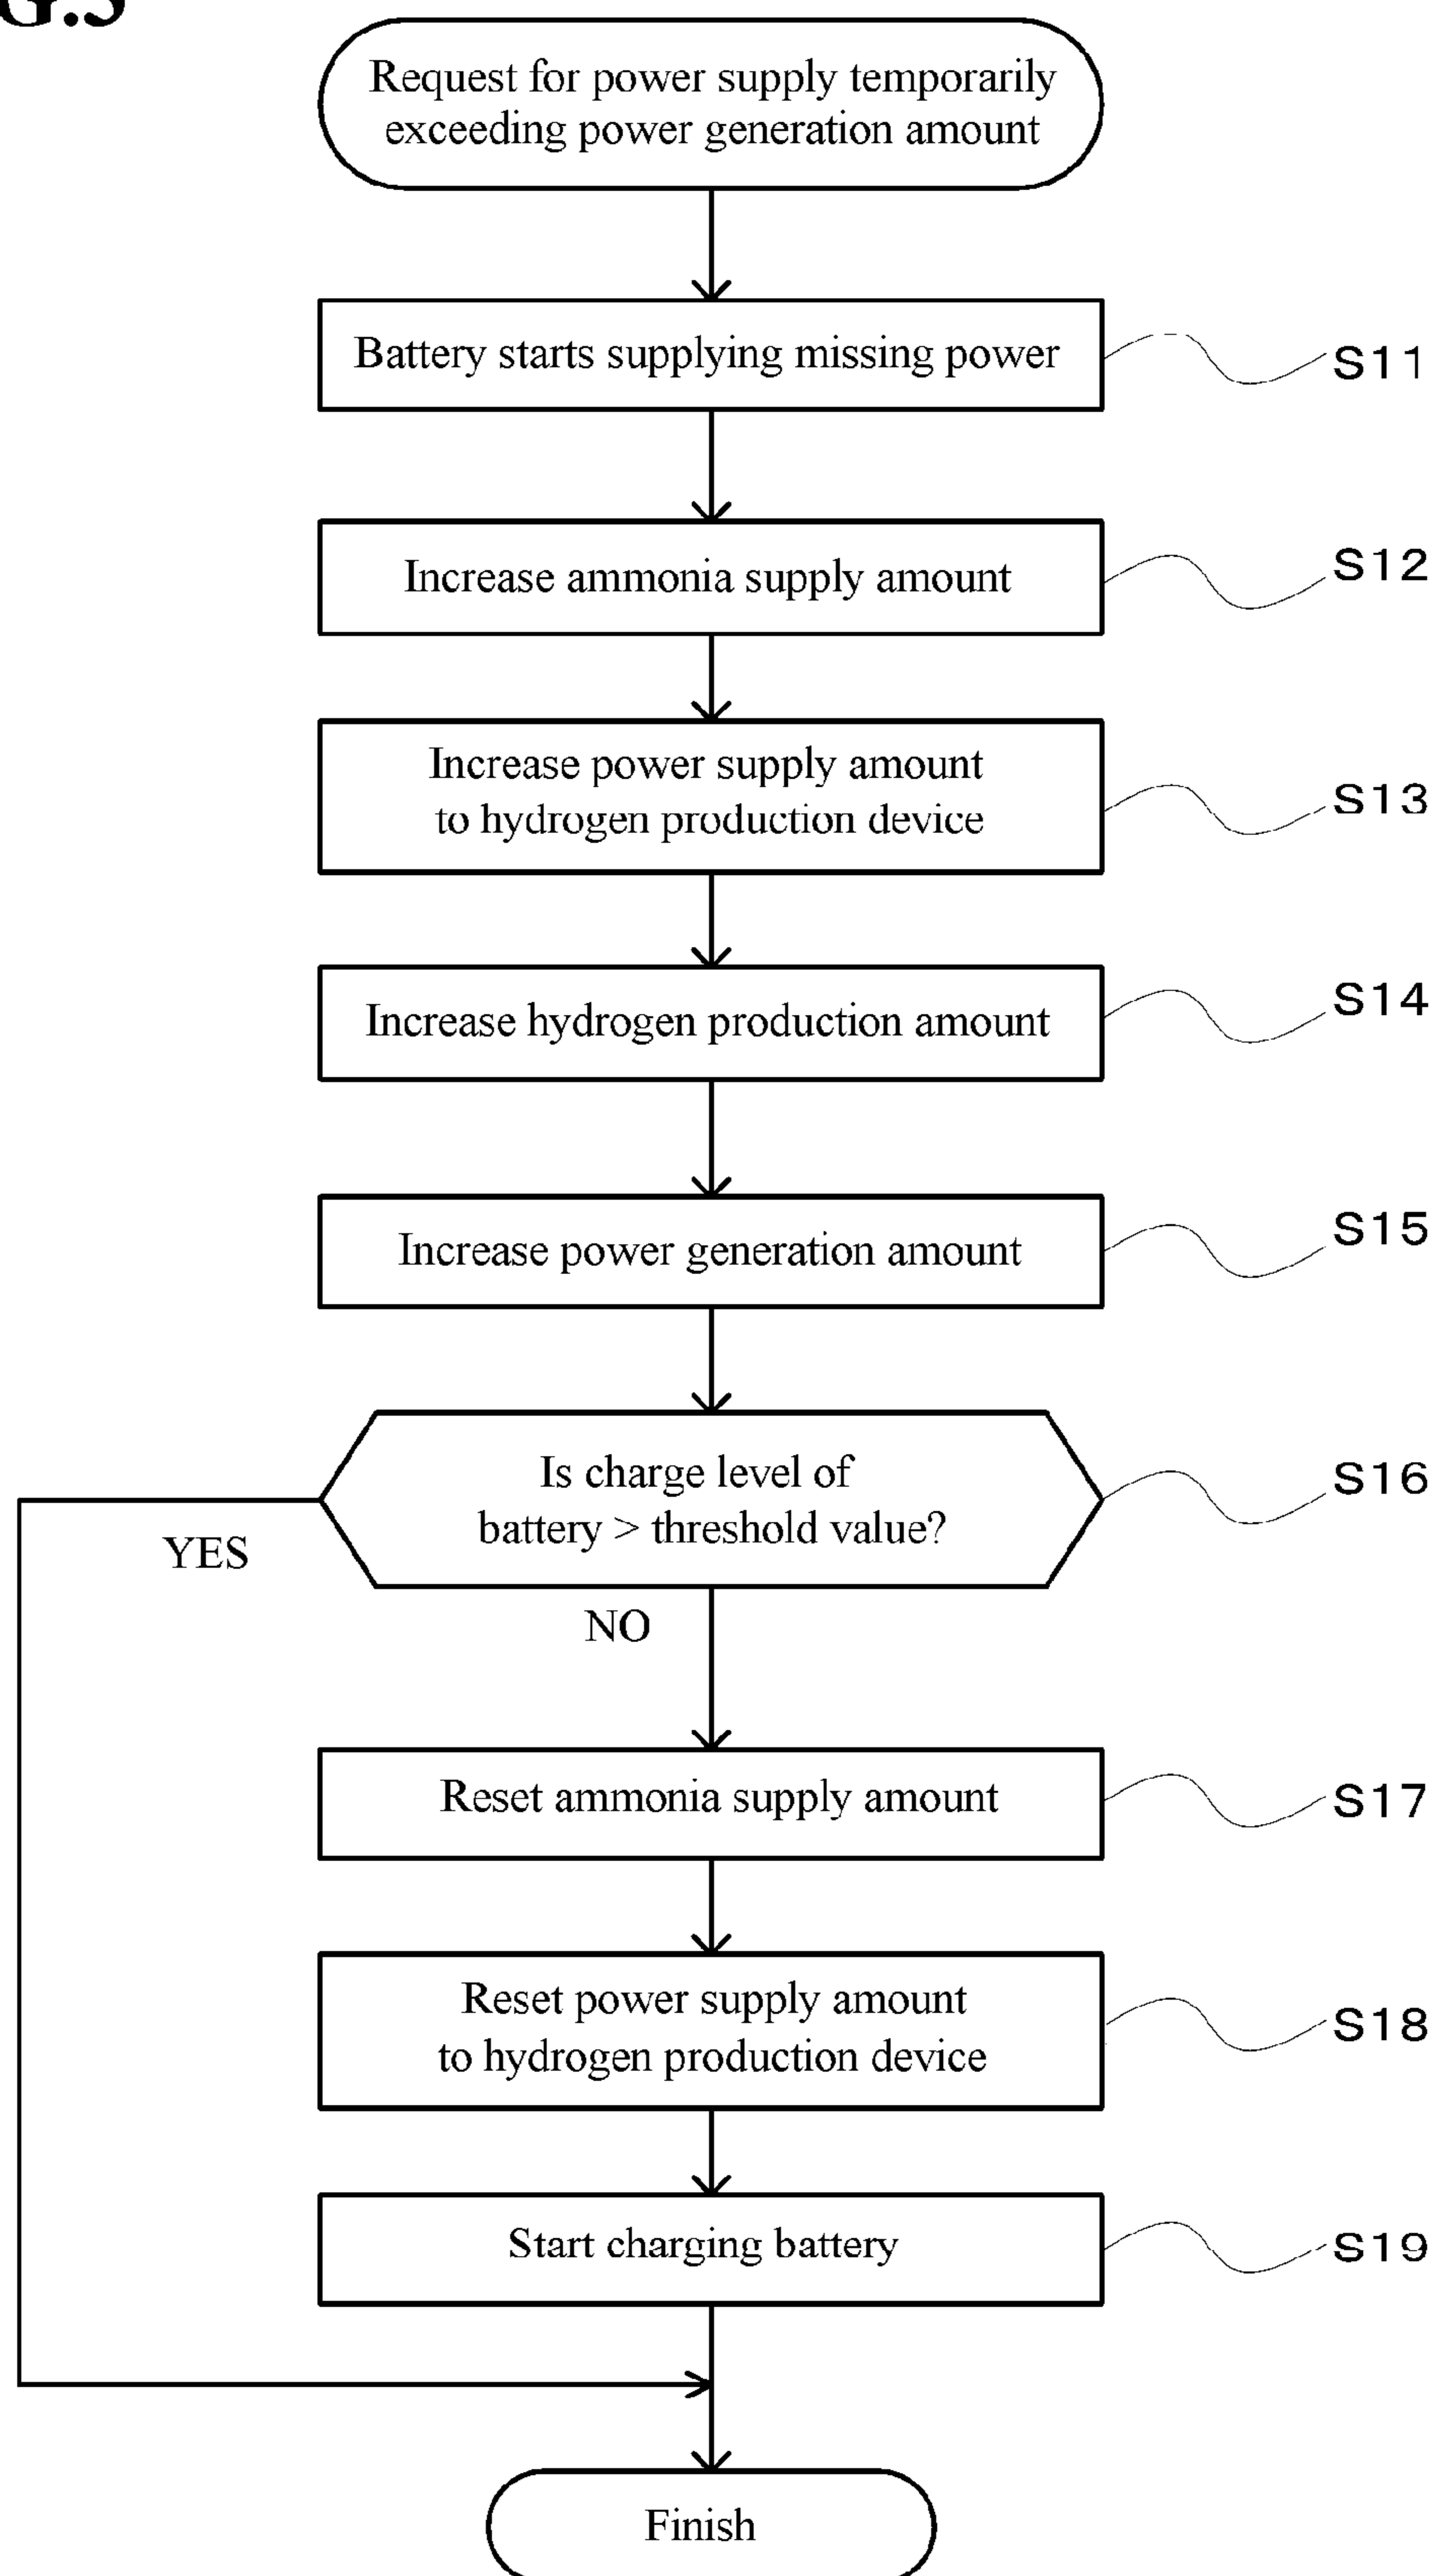 G.3
Request for power supply temporarily
exceeding power generation amount
Battery starts supplying missing power
S11
Increase ammonia supply amount
S12
Increase power supply amount
to hydrogen production device
S13
Increase hydrogen production amount
S14
Increase power generation amount
S15
Is charge level of
battery > threshold value?
S16
YES
NO
Reset ammonia supply amount
S17
Reset power supply amount
to hydrogen production device
S18
Start charging battery
S19
Finish